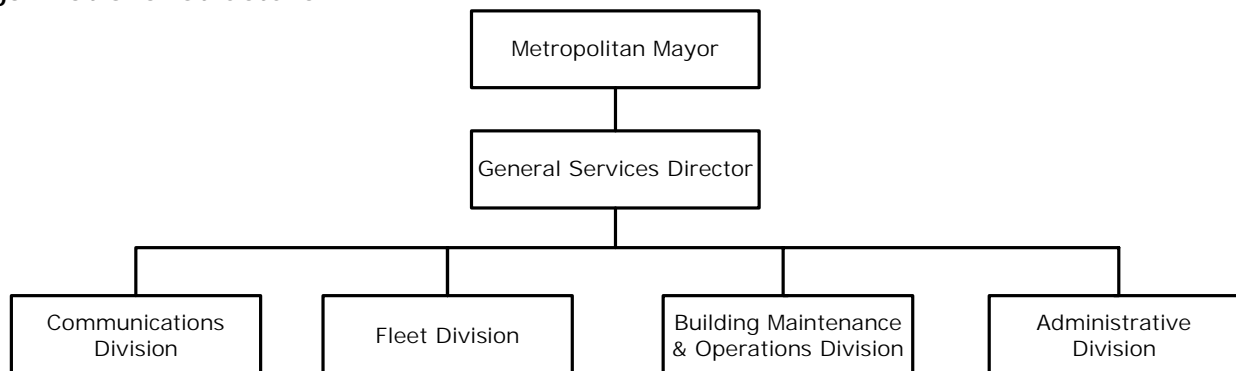 Metropolitan Mayor
General Services Director
Communications
Division
Fleet Division
Building Maintenance
& Operations Division
Administrative
Division